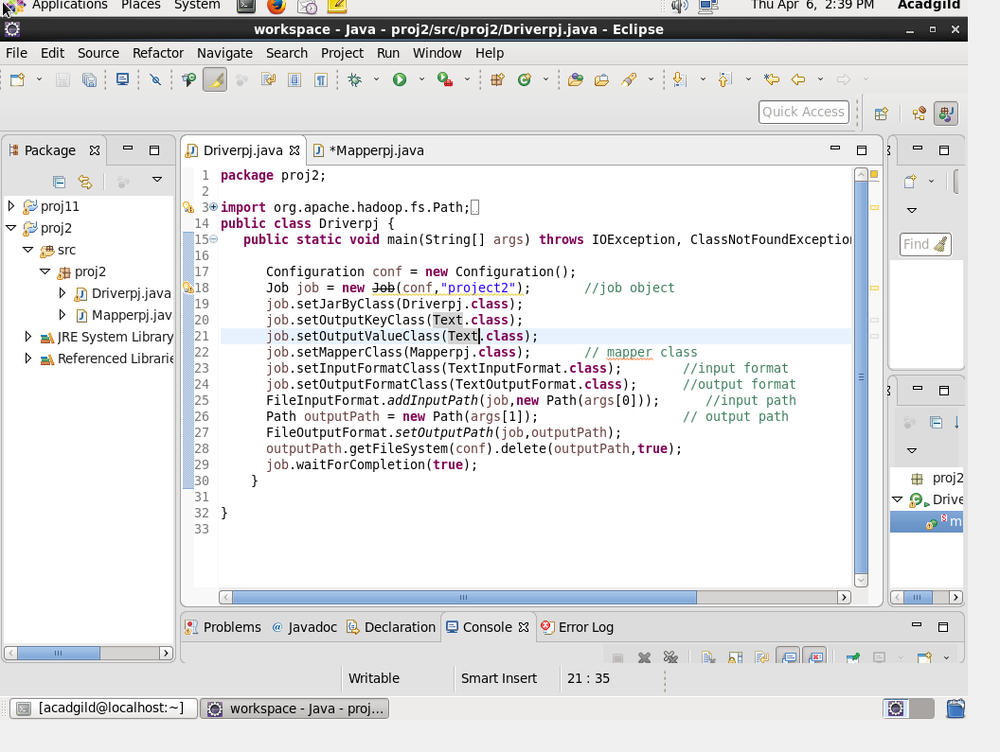 Applications Places System Thu Apr 6, 2:39 PM Acadgild
workspace - Java - proj2/src/proj2/Driverpj.java - Eclipse
File Edit Source Refactor Navigate Search Project Run Window Help
Quick Access
Package
proj11
proj2
src
proj2
Driverpj.java
Mapperpj.jav
JRE System Library
Referenced Librarie
Driverpj.java *Mapperpj.java
1 package proj2;
2
3 import org.apache.hadoop.fs.Path;
14 public class Driverpj {
15 public static void main(String[] args) throws IOException, ClassNotFoundException
16
17 Configuration conf = new Configuration();
18 Job job = new Job(conf,"project2"); //job object
19 job.setJarByClass(Driverpj.class);
20 job.setOutputKeyClass(Text.class);
21 job.setOutputValueClass(Text.class);
22 job.setMapperClass(Mapperpj.class); // mapper class
23 job.setInputFormatClass(TextInputFormat.class); //input format
24 job.setOutputFormatClass(TextOutputFormat.class); //output format
25 FileInputFormat.addInputPath(job,new Path(args[0])); //input path
26 Path outputPath = new Path(args[1]); // output path
27 FileOutputFormat.setOutputPath(job,outputPath);
28 outputPath.getFileSystem(conf).delete(outputPath,true);
29 job.waitForCompletion(true);
30 }
31
32 }
33
Find
proj2
Drive
m
Problems @ Javadoc Declaration Console Error Log
Writable Smart Insert 21 : 35
[acadgild@localhost:~] workspace - Java - proj...